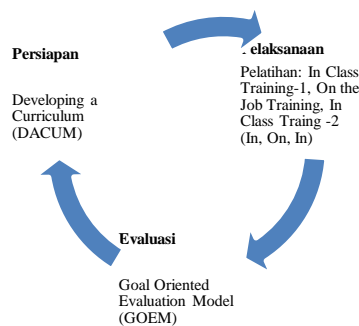 Persiapan
Developing a
Curriculum
(DACUM)
Pelaksanaan
Pelatihan: In Class
Training-1, On the
Job Training, In
Class Traing -2
(In, On, In)
Evaluasi
Goal Oriented
Evaluation Model
(GOEM)